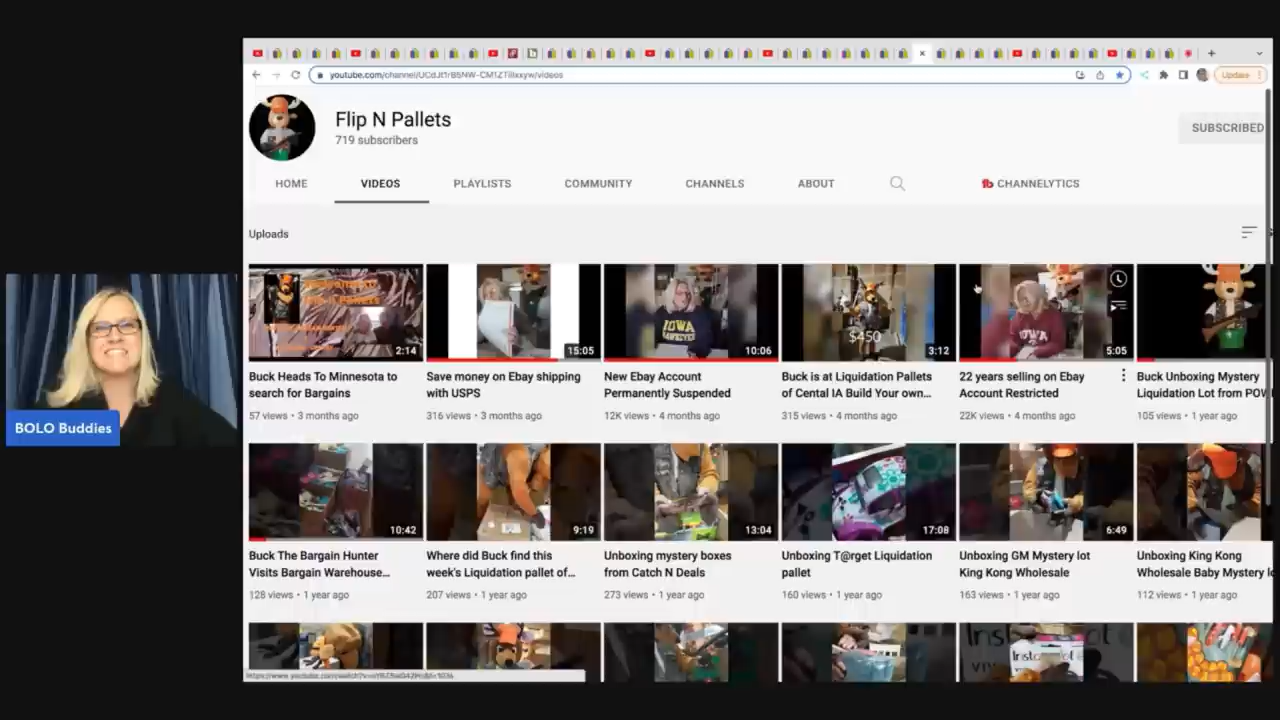 Update
Flip N Pallets
719 subscribers
SUBSCRIBED
HOME
VIDEOS
PLAYLISTS
COMMUNITY
CHANNELS
ABOUT
CHANNELYTICS
Uploads
IOWA
$450
IOWA
2:14
15:05
10:06
3:12
5:05
Buck Heads To Minnesota to
search for Bargains
57 views • 3 months ago
Save money on Ebay shipping
with USPS
316 views • 3 months ago
New Ebay Account
Permanently Suspended
12K views • 4 months ago
Buck is at Liquidation Pallets
of Cental IA Build Your own...
315 views • 4 months ago
22 years selling on Ebay
Account Restricted
22K views • 4 months ago
Buck Unboxing Mystery
Liquidation Lot from POW
105 views • 1 year ago
BOLO Buddies
10:42
9:19
13:04
17:08
6:49
Buck The Bargain Hunter
Visits Bargain Warehouse...
128 views • 1 year ago
Where did Buck find this
week's Liquidation pallet of...
207 views • 1 year ago
Unboxing mystery boxes
from Catch N Deals
273 views • 1 year ago
Unboxing T@rget Liquidation
pallet
160 views • 1 year ago
Unboxing GM Mystery lot
King Kong Wholesale
163 views • 1 year ago
Unboxing King Kong
Wholesale Baby Mystery lo
112 views • 1 year ago